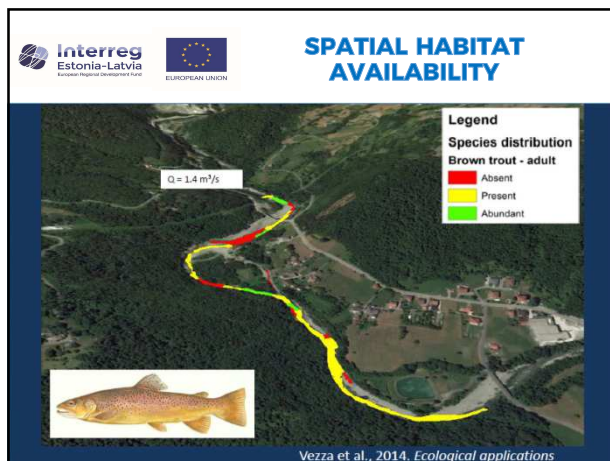 Interreg
Estonia-Latvia
European Regional Development Fund
EUROPEAN UNION
SPATIAL HABITAT
AVAILABILITY
Legend
Species distribution
Brown trout - adult
Absent
Present
Abundant
Q = 1.4 m³/s
Vezza et al., 2014. Ecological applications